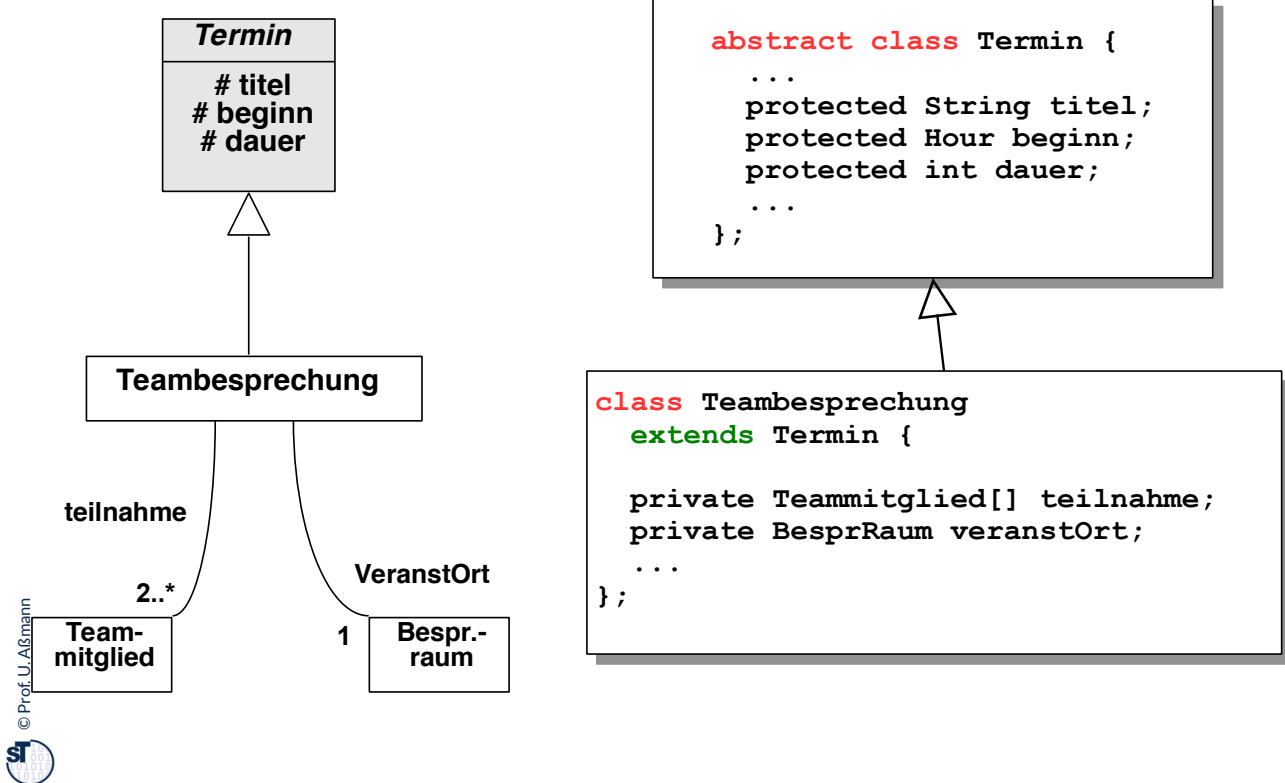 Termin
# titel
# beginn
# dauer
Teambesprechung
teilnahme
VeranstOrt
2..*
1
Team-
mitglied
Bespr.-
raum
abstract class Termin {
...
protected String titel;
protected Hour beginn;
protected int dauer;
...
};
class Teambesprechung
extends Termin {
private Teammitglied[] teilnahme;
private BesprRaum veranstOrt;
...
};
© Prof. U. Aßmann
ST